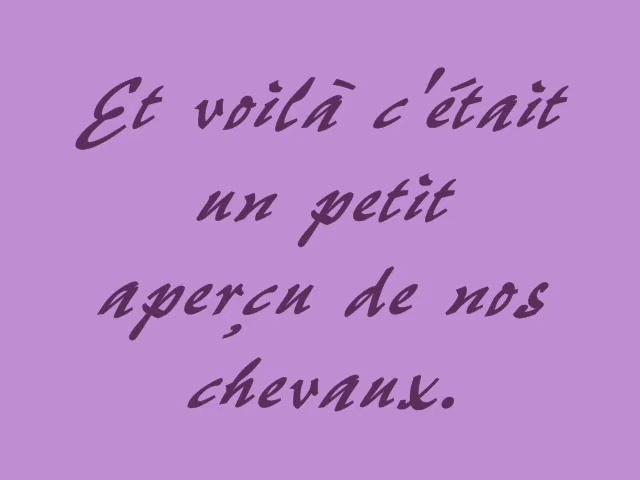 Et voilà c'était
un petit
aperçu de nos
chevaux.